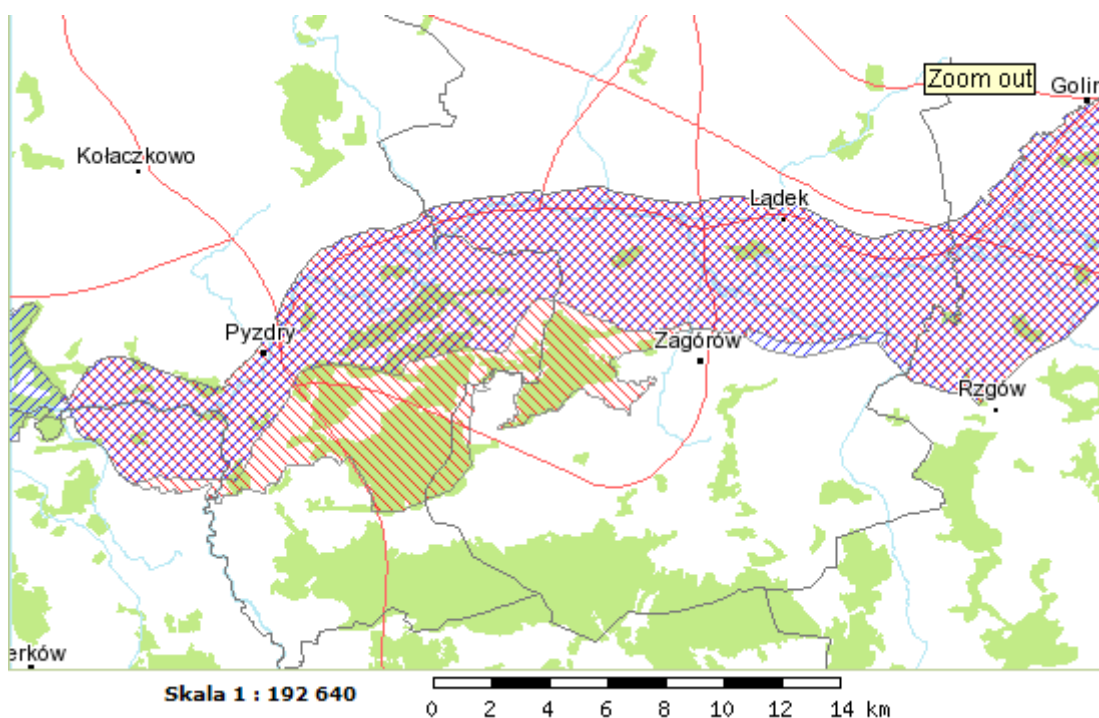 Zoom out
Golin
Kołaczkowo
Lądek
Pyzdry
Zagórów
Rzgów
erków
Skala 1 : 192 640
0 2 4 6 8 10 12 14 km